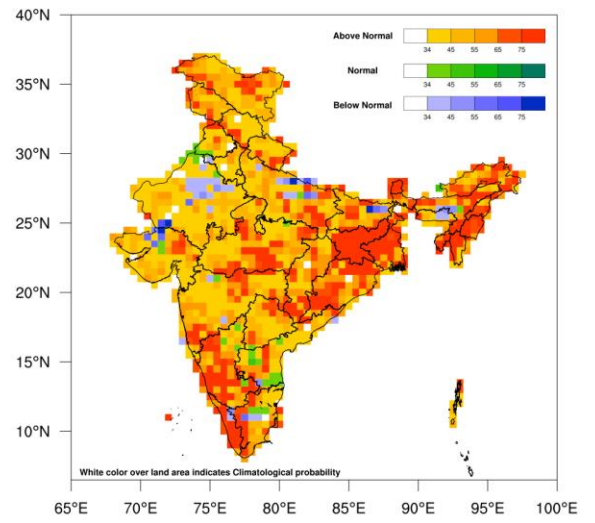 40°N
35°N
30°N
25°N
20°N
15°N
10°N
Above Normal
34 45 55 65 75
Normal
34 45 55 65 75
Below Normal
34 45 55 65 75
White color over land area indicates Climatological probability
65°E 70°E 75°E 80°E 85°E 90°E 95°E 100°E